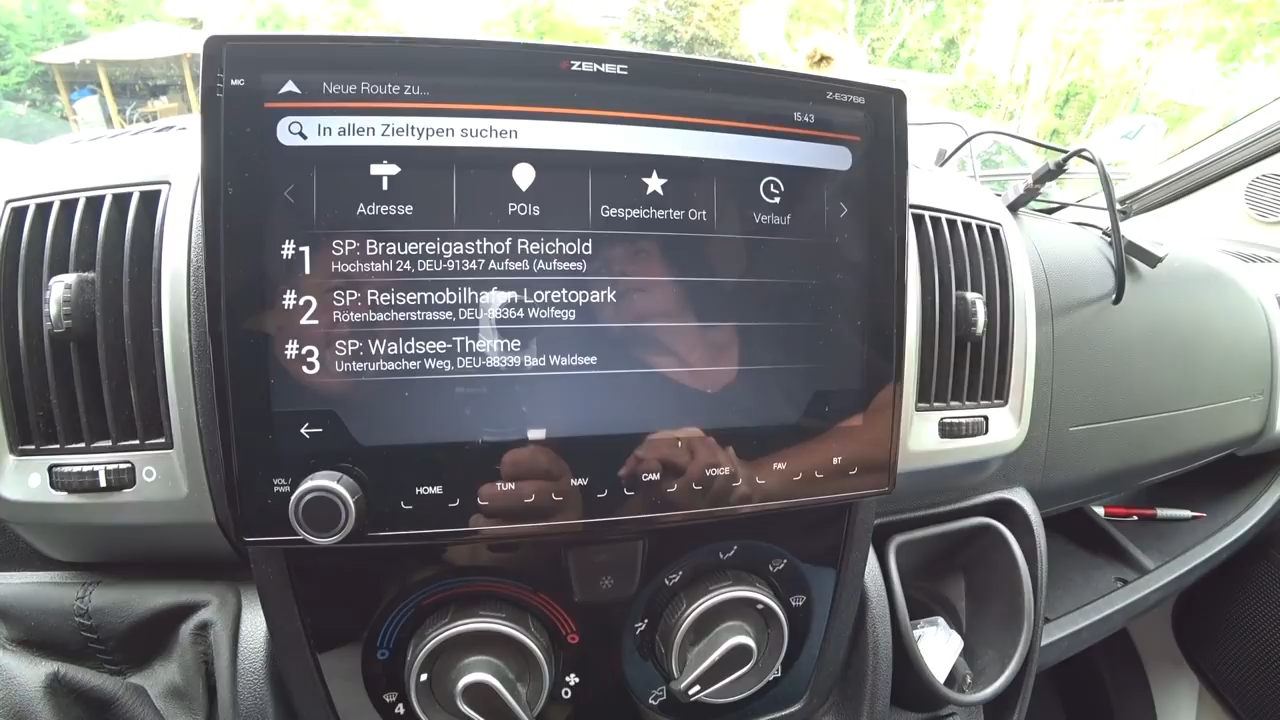 ZENEC
MIC
Neue Route zu...
Z-E3766
15:43
In allen Zieltypen suchen
Adresse
POIs
Gespeicherter Ort
Verlauf
#1 SP: Brauereigasthof Reichold
Hochstahl 24, DEU-91347 Aufseß (Aufsees)
#2 SP: Reisemobilhafen Loretopark
Rötenbacherstrasse, DEU-88364 Wolfegg
#3 SP: Waldsee-Therme
Unterurbacher Weg, DEU-88339 Bad Waldsee
VOL/
PWR
HOME
TUN
NAV
CAM
VOICE
FAV
BT
4
0